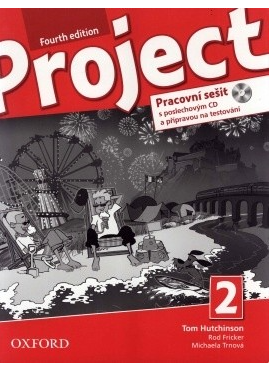 Fourth edition
Project
Pracovní sešit
s poslechovým CD
a přípravou na testování
2
Tom Hutchinson
Rod Fricker
Michaela Trnová
OXFORD